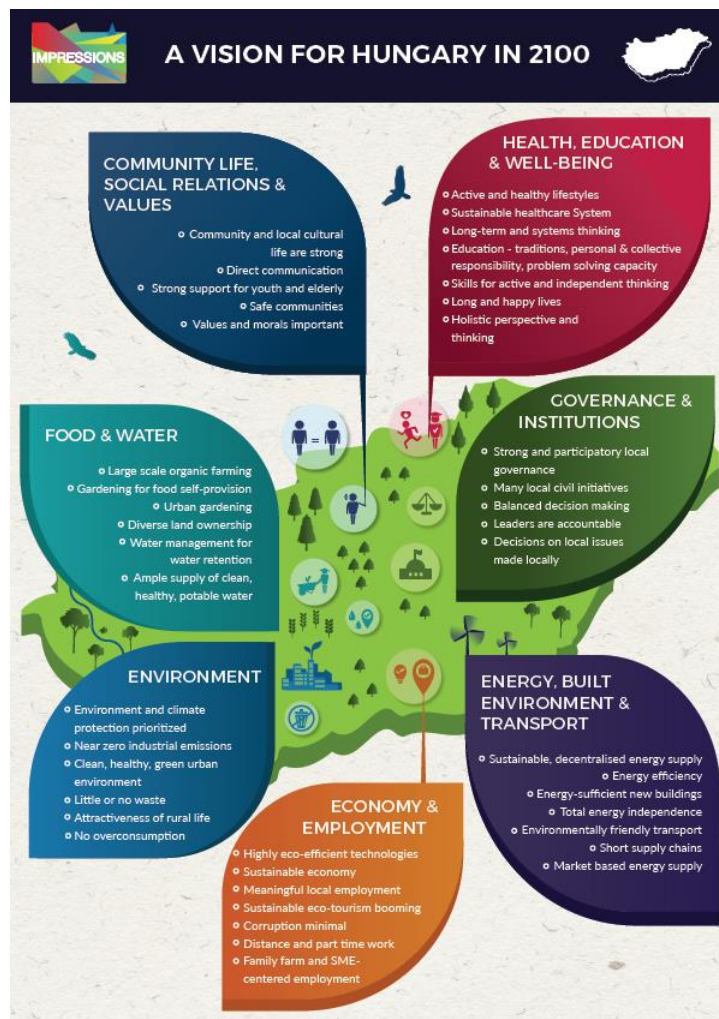 IMPRESSIONS
A VISION FOR HUNGARY IN 2100
COMMUNITY LIFE,
SOCIAL RELATIONS &
VALUES
Community and local cultural
life are strong
Direct communication
Strong support for youth and elderly
Safe communities
Values and morals important
HEALTH, EDUCATION
& WELL-BEING
Active and healthy lifestyles
Sustainable healthcare System
Long-term and systems thinking
Education - traditions, personal & collective
responsibility, problem solving capacity
Skills for active and independent thinking
Long and happy lives
Holistic perspective and
thinking
FOOD & WATER
Large scale organic farming
Gardening for food self-provision
Urban gardening
Diverse land ownership
Water management for
water retention
Ample supply of clean,
healthy, potable water
GOVERNANCE &
INSTITUTIONS
Strong and participatory local
governance
Many local civil initiatives
Balanced decision making
Leaders are accountable
Decisions on local issues
made locally
ENVIRONMENT
Environment and climate
protection prioritized
Near zero industrial emissions
Clean, healthy, green urban
environment
Little or no waste
Attractiveness of rural life
No overconsumption
ENERGY, BUILT
ENVIRONMENT &
TRANSPORT
Sustainable, decentralised energy supply
Energy efficiency
Energy-sufficient new buildings
Total energy independence
Environmentally friendly transport
Short supply chains
Market based energy supply
ECONOMY &
EMPLOYMENT
Highly eco-efficient technologies
Sustainable economy
Meaningful local employment
Sustainable eco-tourism booming
Corruption minimal
Distance and part time work
Family farm and SME-
centered employment